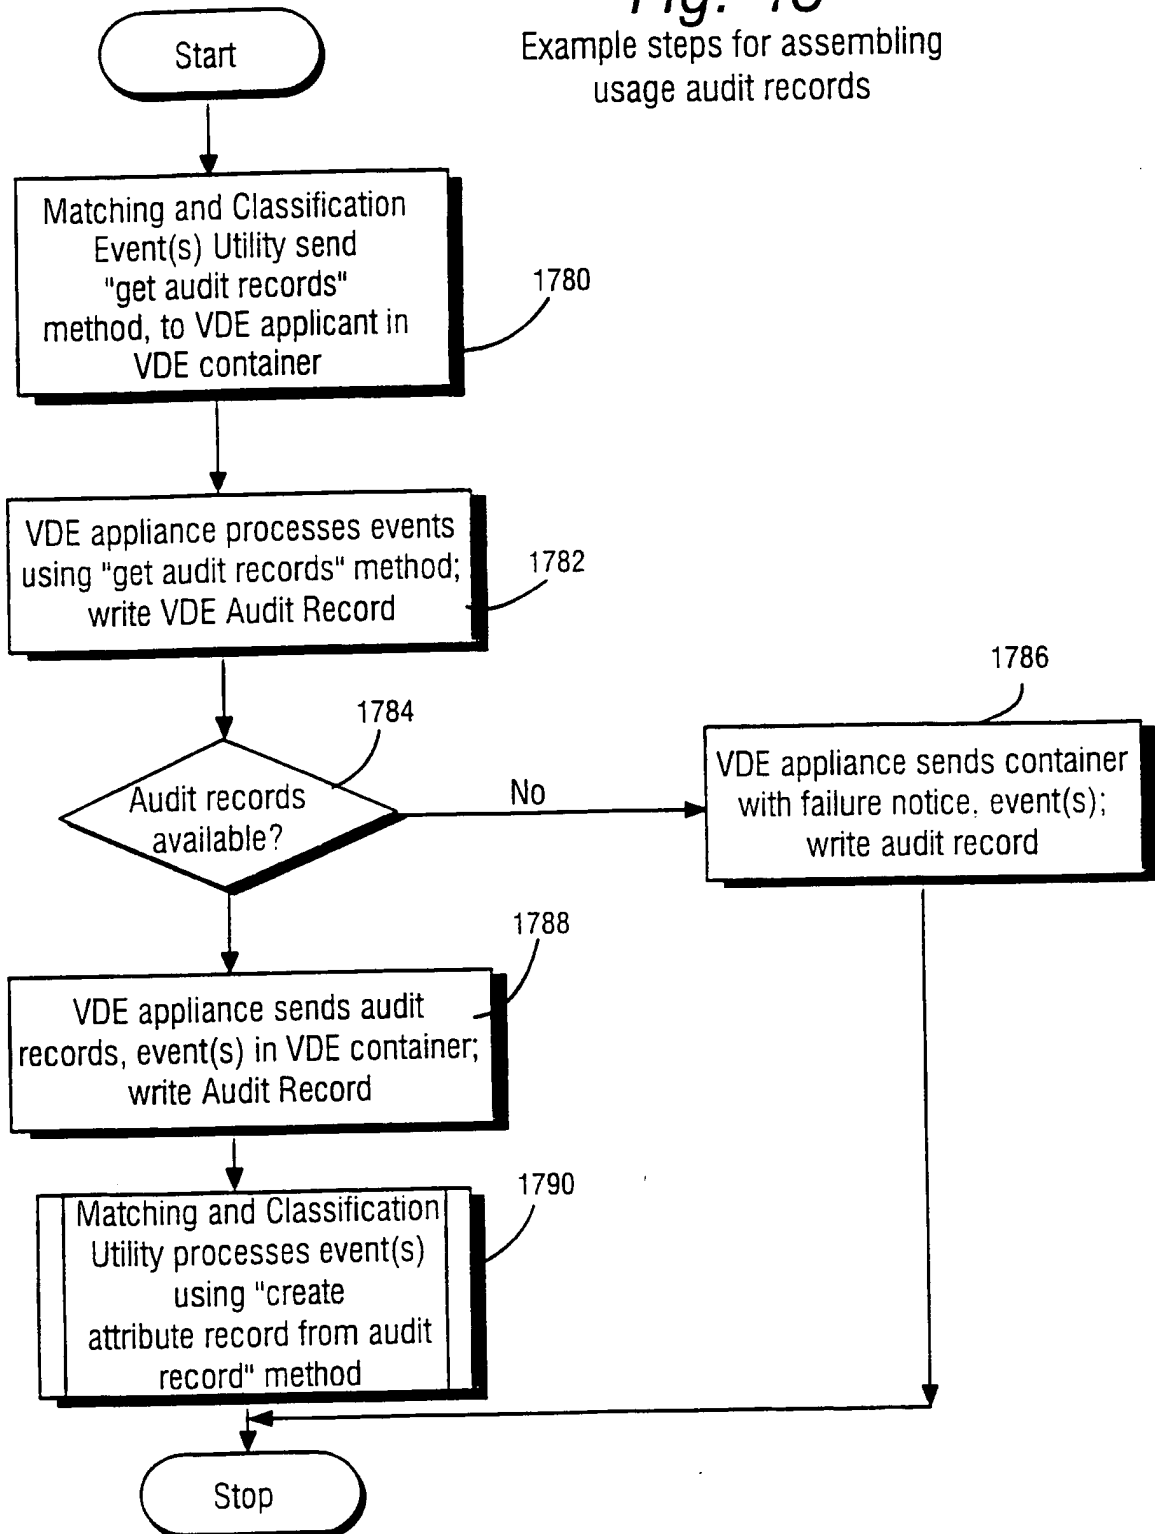 Fig.
Example steps for assembling
usage audit records
Start
Matching and Classification
Event(s) Utility send
"get audit records"
method, to VDE applicant in
VDE container
1780
VDE appliance processes events
using "get audit records" method;
write VDE Audit Record
1782
1784
Audit records
available?
No
1786
VDE appliance sends container
with failure notice, event(s);
write audit record
1788
VDE appliance sends audit
records, event(s) in VDE container;
write Audit Record
1790
Matching and Classification
Utility processes event(s)
using "create
attribute record from audit
record" method
Stop